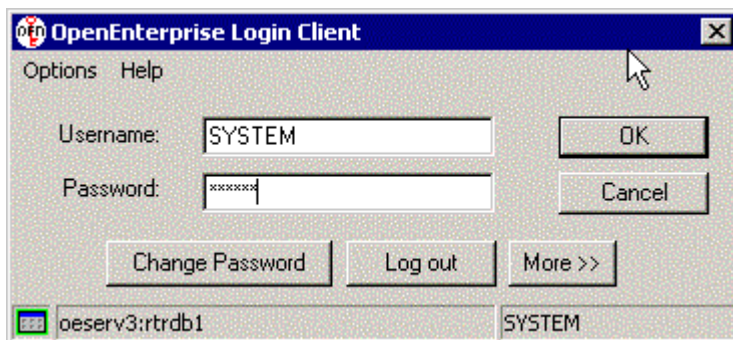 OpenEnterprise Login Client
Options Help
Username: SYSTEM OK
Password: ****** Cancel
Change Password Log out More >>
oeserv3:rtrdb1 SYSTEM